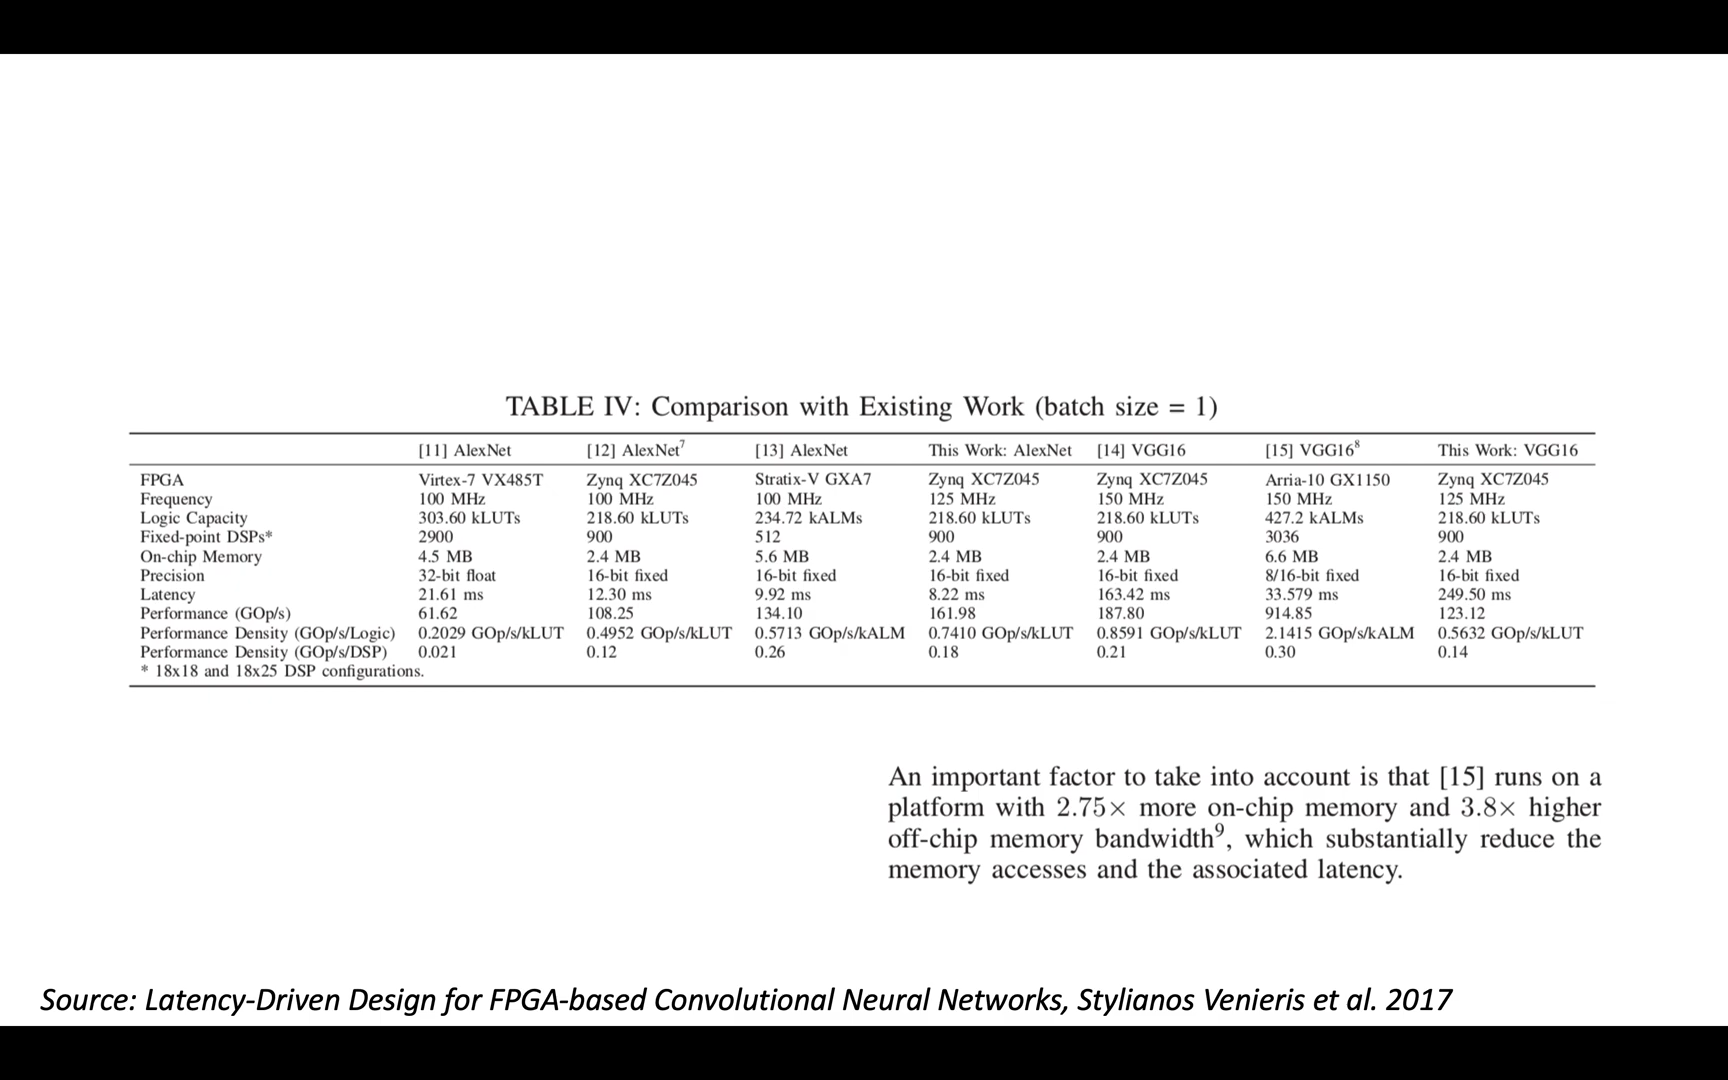 TABLE IV: Comparison with Existing Work (batch size = 1)
[11] AlexNet [12] AlexNet7 [13] AlexNet This Work: AlexNet [14] VGG16 [15] VGG168 This Work: VGG16
FPGA Virtex-7 VX485T Zynq XC7Z045 Stratix-V GXA7 Zynq XC7Z045 Zynq XC7Z045 Arria-10 GX1150 Zynq XC7Z045
Frequency 100 MHz 100 MHz 100 MHz 125 MHz 150 MHz 150 MHz 125 MHz
Logic Capacity 303.60 kLUTs 218.60 kLUTs 234.72 kALMs 218.60 kLUTs 218.60 kLUTs 427.2 kALMs 218.60 kLUTs
Fixed-point DSPs* 2900 900 512 900 900 3036 900
On-chip Memory 4.5 MB 2.4 MB 5.6 MB 2.4 MB 2.4 MB 6.6 MB 2.4 MB
Precision 32-bit float 16-bit fixed 16-bit fixed 16-bit fixed 16-bit fixed 8/16-bit fixed 16-bit fixed
Latency 21.61 ms 12.30 ms 9.92 ms 8.22 ms 163.42 ms 33.579 ms 249.50 ms
Performance (GOp/s) 61.62 108.25 134.10 161.98 187.80 914.85 123.12
Performance Density (GOp/s/Logic) 0.2029 GOp/s/kLUT 0.4952 GOp/s/kLUT 0.5713 GOp/s/kALM 0.7410 GOp/s/kLUT 0.8591 GOp/s/kLUT 2.1415 GOp/s/kALM 0.5632 GOp/s/kLUT
Performance Density (GOp/s/DSP) 0.021 0.12 0.26 0.18 0.21 0.30 0.14
* 18x18 and 18x25 DSP configurations.
An important factor to take into account is that [15] runs on a
platform with 2.75× more on-chip memory and 3.8× higher
off-chip memory bandwidth9, which substantially reduce the
memory accesses and the associated latency.
Source: Latency-Driven Design for FPGA-based Convolutional Neural Networks, Stylianos Venieris et al. 2017